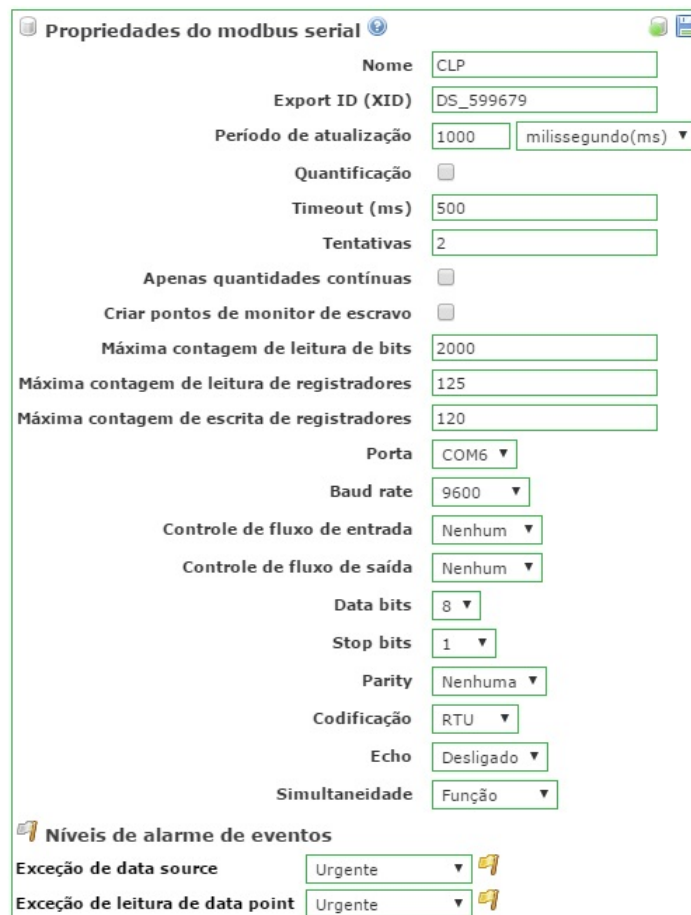 Propriedades do modbus serial
Nome CLP
Export ID (XID) DS_599679
Período de atualização 1000 milissegundo(ms)
Quantificação
Timeout (ms) 500
Tentativas 2
Apenas quantidades contínuas
Criar pontos de monitor de escravo
Máxima contagem de leitura de bits 2000
Máxima contagem de leitura de registradores 125
Máxima contagem de escrita de registradores 120
Porta COM6
Baud rate 9600
Controle de fluxo de entrada Nenhum
Controle de fluxo de saída Nenhum
Data bits 8
Stop bits 1
Parity Nenhuma
Codificação RTU
Echo Desligado
Simultaneidade Função
Níveis de alarme de eventos
Exceção de data source Urgente
Exceção de leitura de data point Urgente